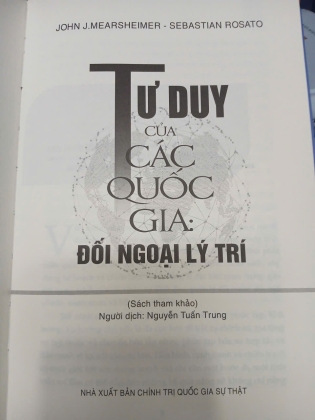 JOHN J.MEARSHEIMER - SEBASTIAN ROSATO
TƯ DUY
CỦA
CÁC
QUỐC
GIA:
ĐỐI NGOẠI LÝ TRÍ
(Sách tham khảo)
Người dịch: Nguyễn Tuấn Trung
NHÀ XUẤT BẢN CHÍNH TRỊ QUỐC GIA SỰ THẬT